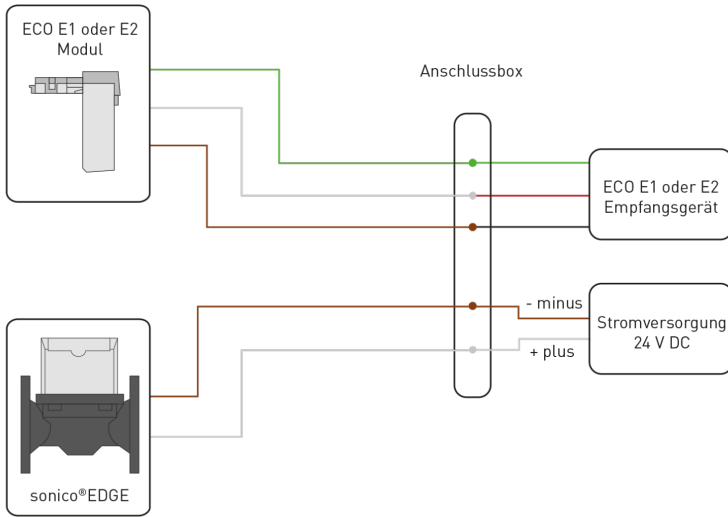 ECO E1 oder E2
Modul
Anschlussbox
ECO E1 oder E2
Empfangsgerät
- minus
+ plus
Stromversorgung
24 V DC
sonico®EDGE